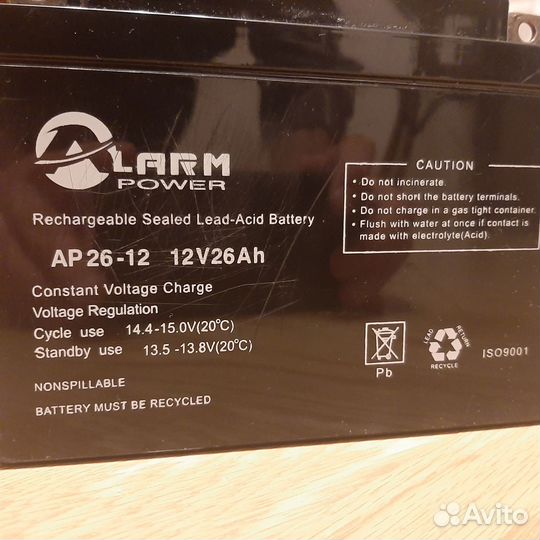 ALARM
POWER
Rechargeable Sealed Lead-Acid Battery
AP 26-12 12V26Ah
Constant Voltage Charge
Voltage Regulation
Cycle use 14.4-15.0V(20°C)
Standby use 13.5 -13.8V(20°C)
NONSPILLABLE
BATTERY MUST BE RECYCLED
CAUTION
• Do not incinerate.
• Do not short the battery terminals.
• Do not charge in a gas tight container.
• Flush with water at once if contact is
made with electrolyte(Acid).
Pb
LEAD
RETURN
RECYCLE
ISO9001
Avito